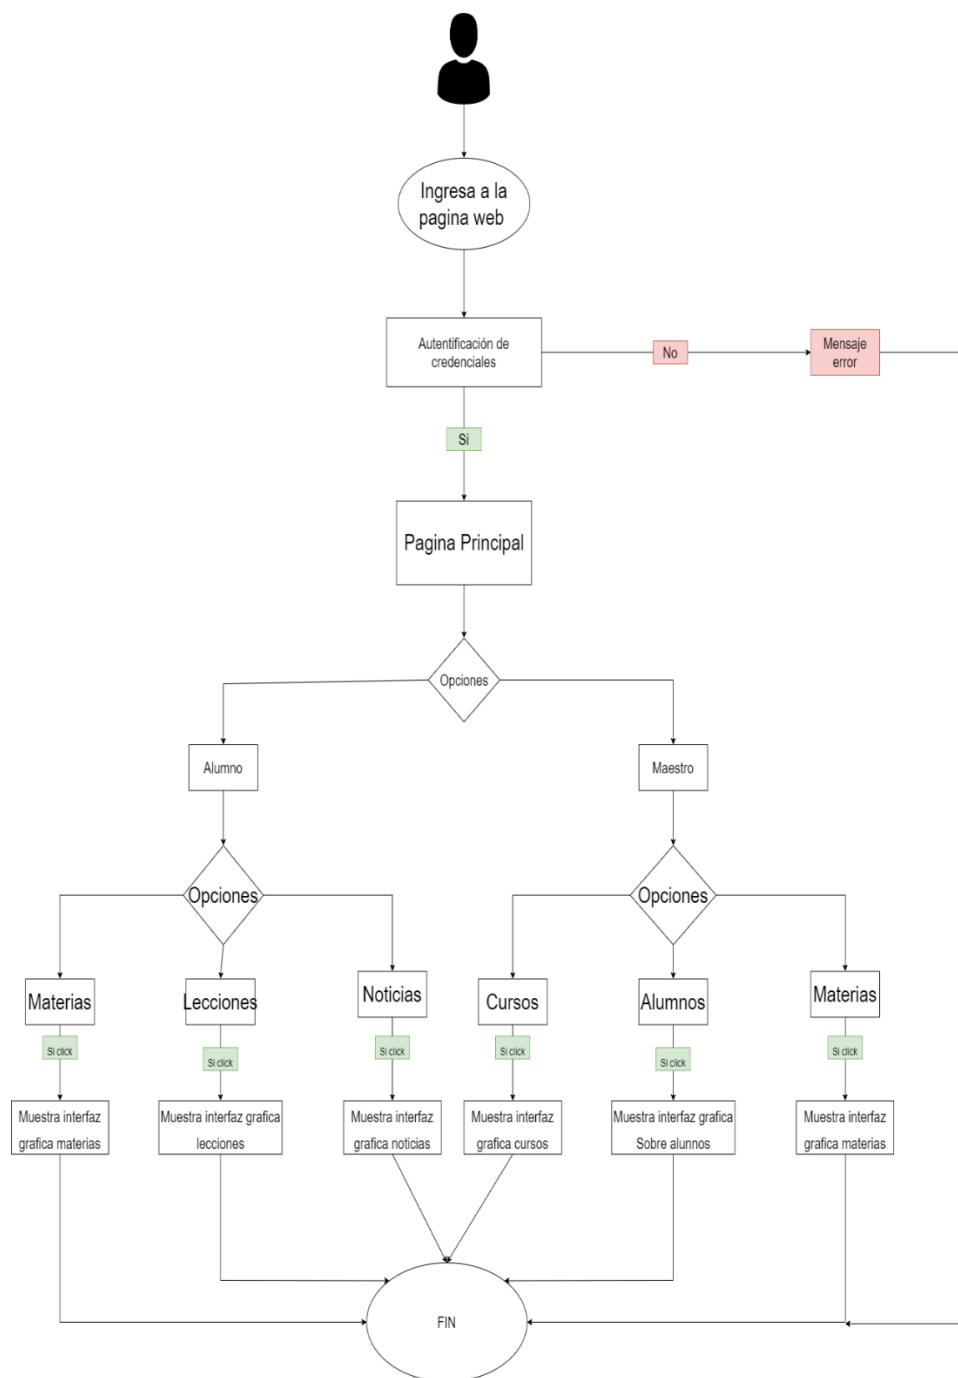 Ingresa a la
pagina web
Autentificación de
credenciales
No
Mensaje
error
Si
Pagina Principal
Opciones
Alumno
Maestro
Opciones
Opciones
Materias
Lecciones
Noticias
Cursos
Alumnos
Materias
Si click
Si click
Si click
Si click
Si click
Si click
Muestra interfaz
grafica materias
Muestra interfaz grafica
lecciones
Muestra interfaz
grafica noticias
Muestra interfaz
grafica cursos
Muestra interfaz grafica
Sobre alumnos
Muestra interfaz
grafica materias
FIN